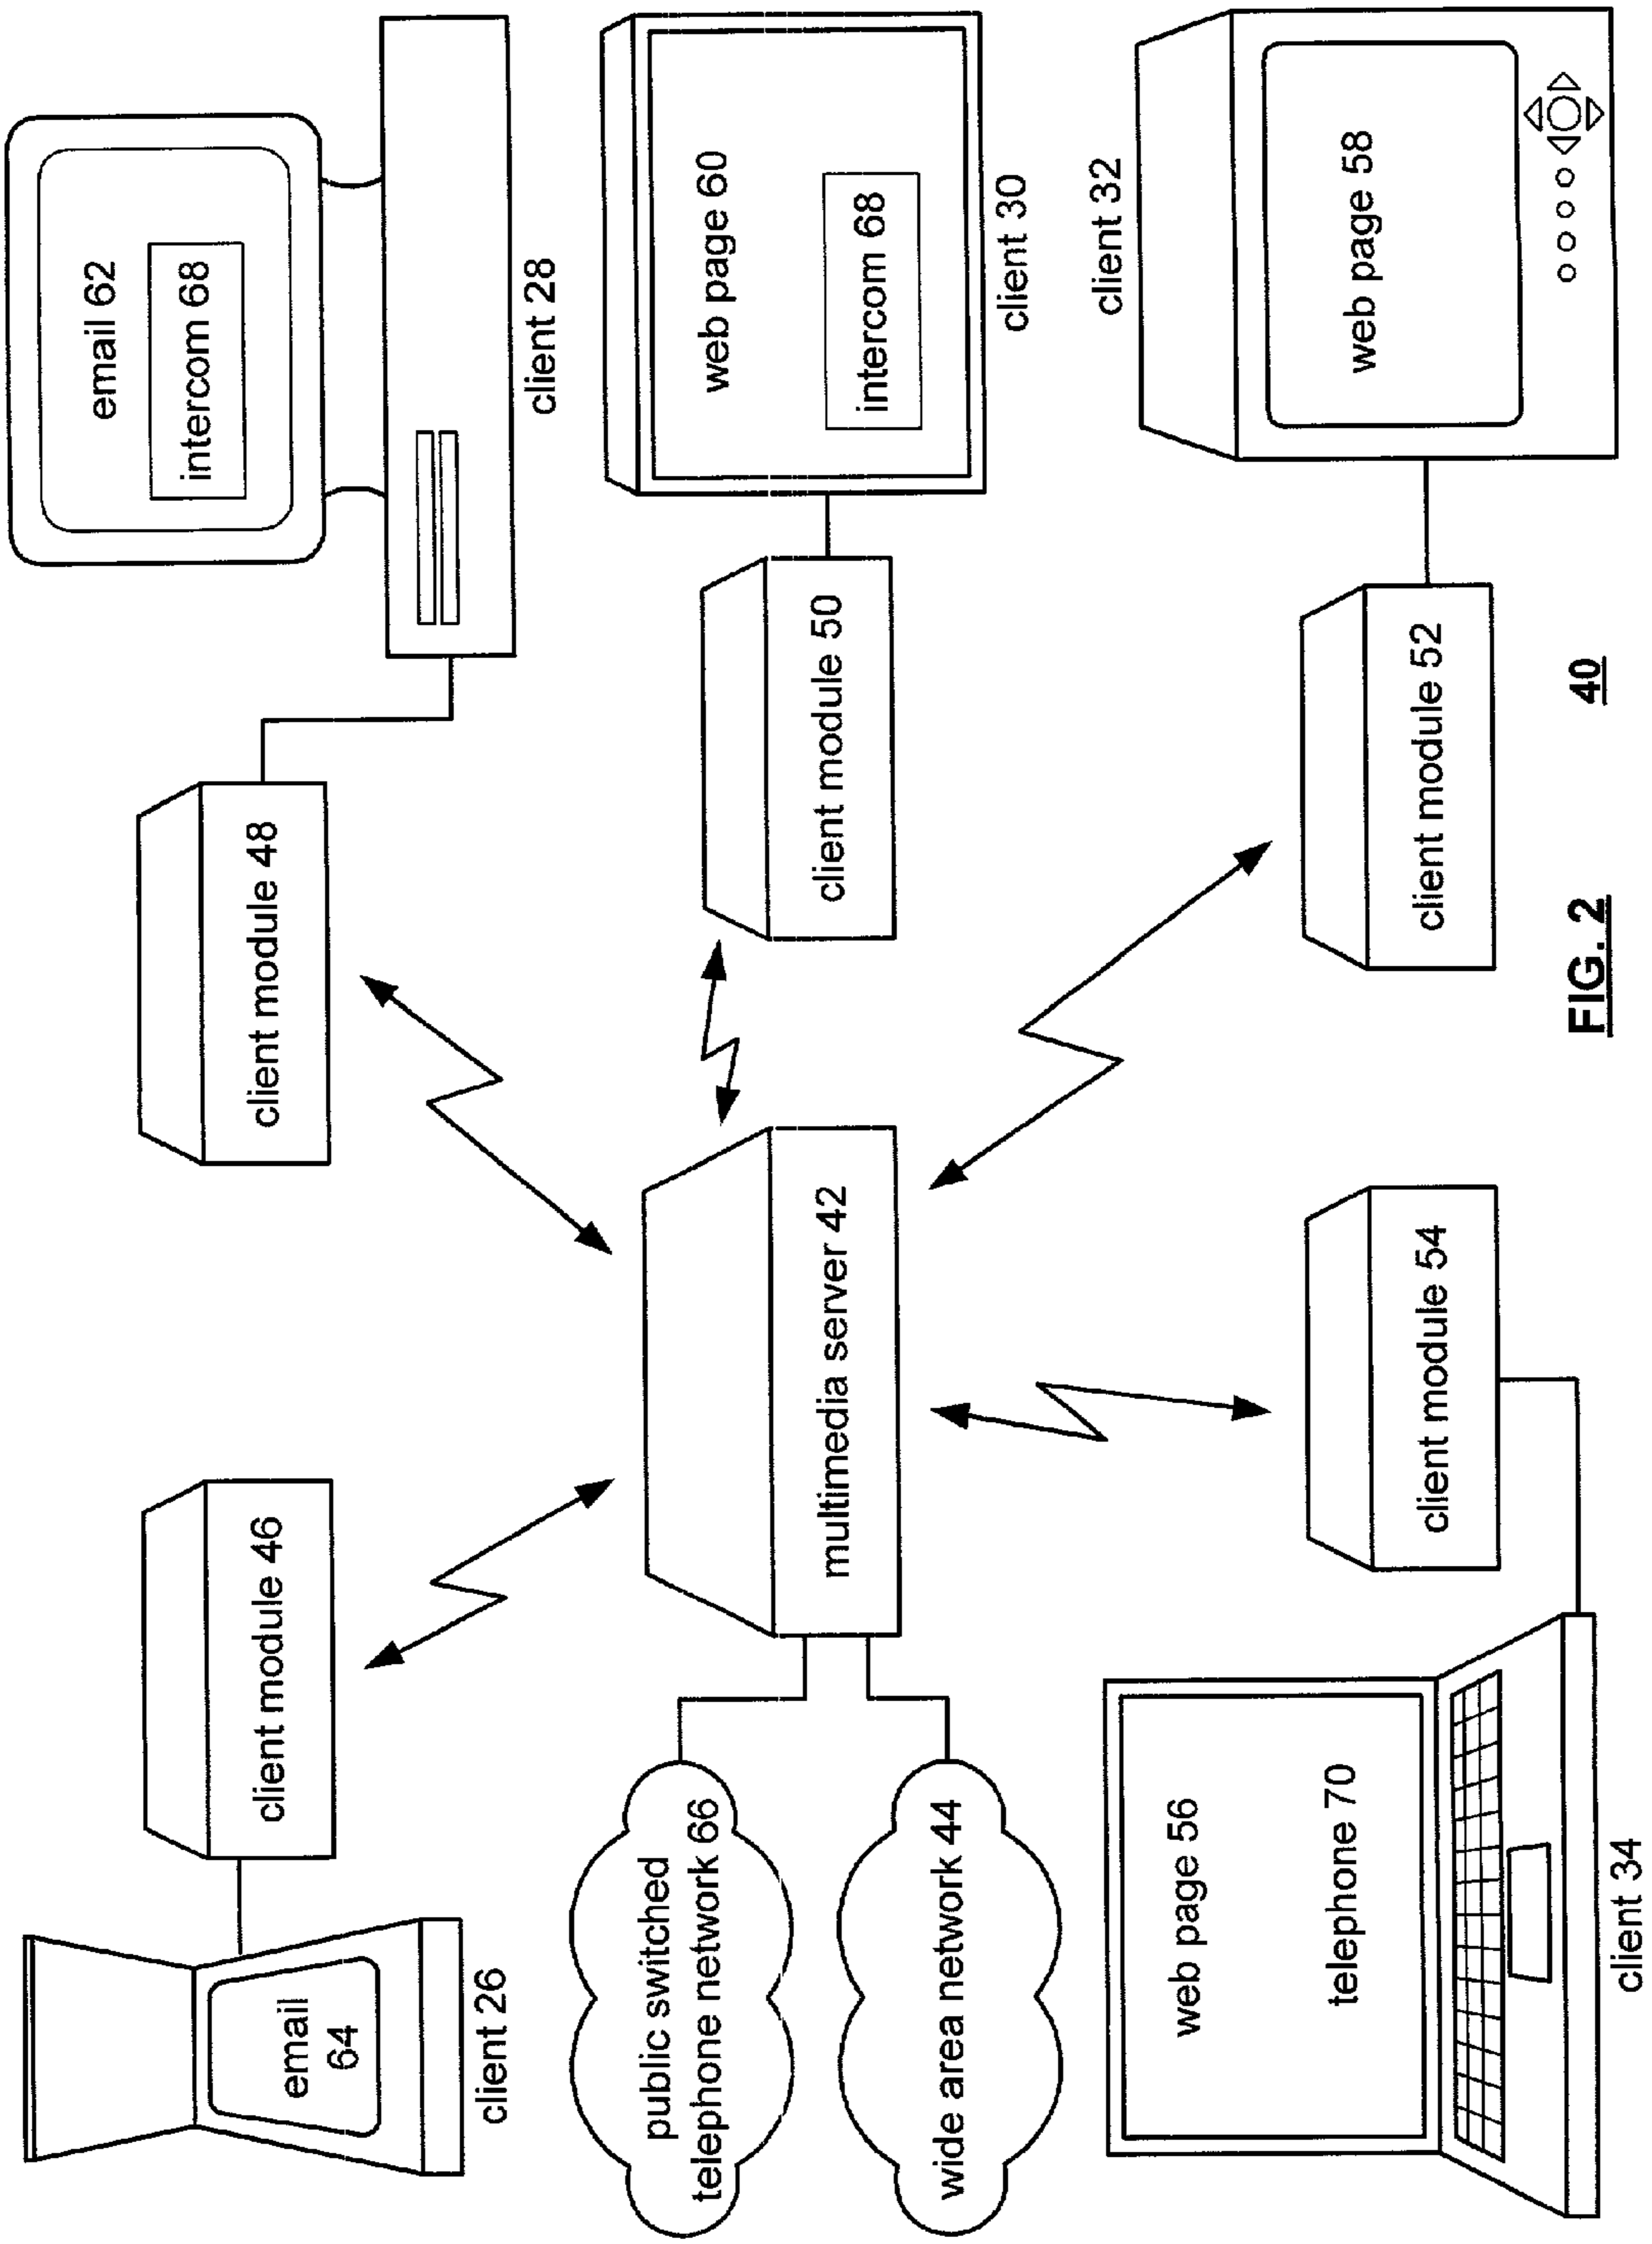 email
64
client 26
client module 46
client module 48
email 62
intercom 68
client 28
public switched
telephone network 66
wide area network 44
multimedia server 42
client module 50
web page 60
intercom 68
client 30
web page 56
telephone 70
client 34
client module 54
client module 52
client 32
web page 58
FIG. 2
40